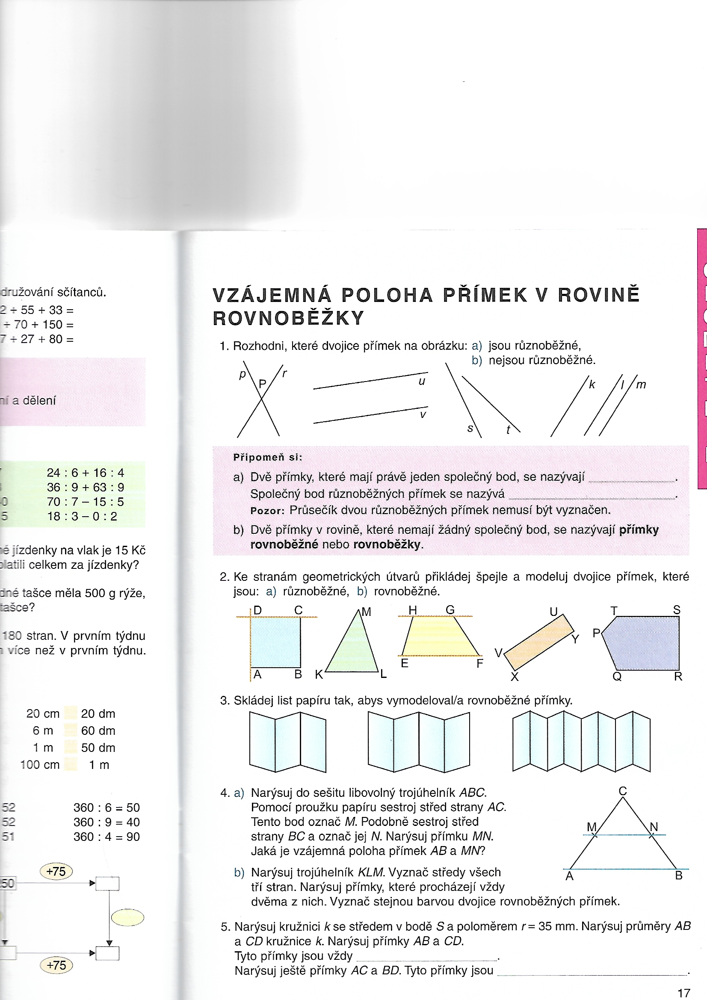 družování sčítanců.
2 + 55 + 33 =
+ 70 + 150 =
7 + 27 + 80 =
ní a dělení
24 : 6 + 16 : 4
36 : 9 + 63 : 9
70 : 7 – 15 : 5
5 18 : 3 – 0 : 2
né jízdenky na vlak je 15 Kč
platili celkem za jízdenky?
dné tašce měla 500 g rýže,
tašce?
180 stran. V prvním týdnu
více než v prvním týdnu.
20 cm 20 dm
6 m 60 dm
1 m 50 dm
100 cm 1 m
52 360 : 6 = 50
52 360 : 9 = 40
51 360 : 4 = 90
+75
50
+75
VZÁJEMNÁ POLOHA PŘÍMEK V ROVINĚ
ROVNOBĚŽKY
1. Rozhodni, které dvojice přímek na obrázku: a) jsou různoběžné,
b) nejsou různoběžné.
p P r u v s t k l m
Připomeň si:
a) Dvě přímky, které mají právě jeden společný bod, se nazývají ____________.
Společný bod různoběžných přímek se nazývá ____________.
Pozor: Průsečík dvou různoběžných přímek nemusí být vyznačen.
b) Dvě přímky v rovině, které nemají žádný společný bod, se nazývají přímky
rovnoběžné nebo rovnoběžky.
2. Ke stranám geometrických útvarů přikládej špejle a modeluj dvojice přímek, které
jsou: a) různoběžné, b) rovnoběžné.
D C M H G U T S
P
Y
V
E F
A B K L X Q R
3. Skládej list papíru tak, abys vymodeloval/a rovnoběžné přímky.
4. a) Narýsuj do sešitu libovolný trojúhelník ABC.
Pomocí proužku papíru sestroj střed strany AC.
Tento bod označ M. Podobně sestroj střed
strany BC a označ jej N. Narýsuj přímku MN.
Jaká je vzájemná poloha přímek AB a MN?
C
M N
A B
b) Narýsuj trojúhelník KLM. Vyznač středy všech
tří stran. Narýsuj přímky, které procházejí vždy
dvěma z nich. Vyznač stejnou barvou dvojice rovnoběžných přímek.
5. Narýsuj kružnici k se středem v bodě S a poloměrem r = 35 mm. Narýsuj průměry AB
a CD kružnice k. Narýsuj přímky AB a CD.
Tyto přímky jsou vždy ____________.
Narýsuj ještě přímky AC a BD. Tyto přímky jsou ____________.
17